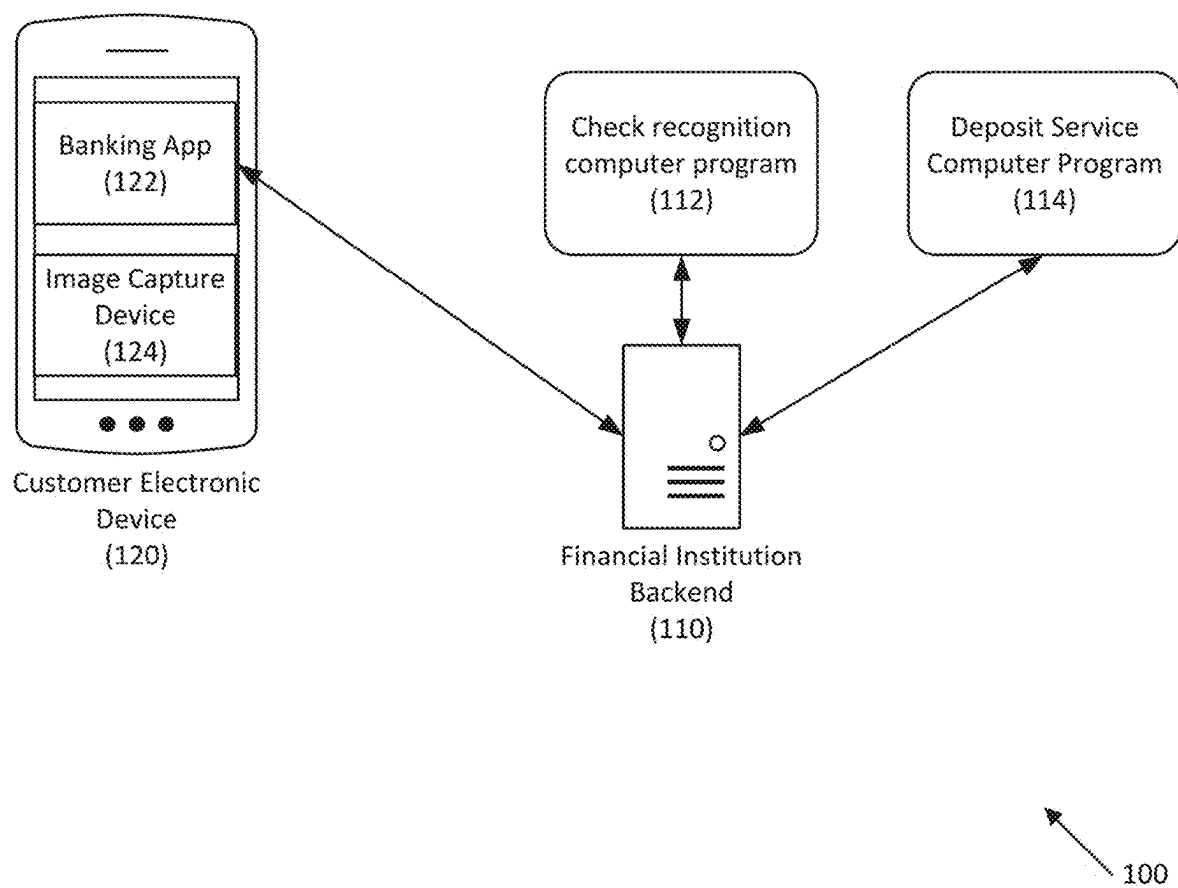 Banking App
(122)
Image Capture
Device
(124)
Customer Electronic
Device
(120)
Check recognition
computer program
(112)
Deposit Service
Computer Program
(114)
Financial Institution
Backend
(110)
100